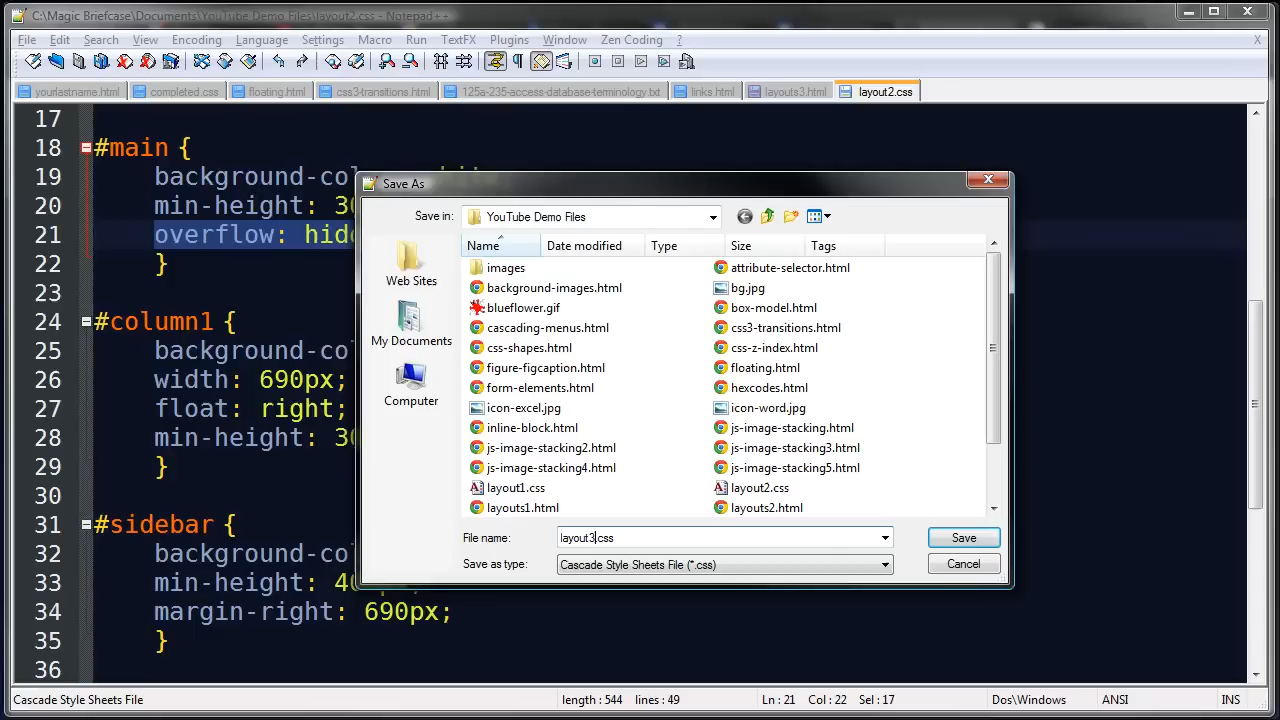 C:\Magic Briefcase\Documents\YouTube Demo Files\layout2.css - Notepad++
File Edit Search View Encoding Language Settings Macro Run TextFX Plugins Window Zen Coding ? X
yourlastname.html completed.css floating.html css3-transitions.html 125a-235-access-database-terminology.txt links.html layouts3.html layout2.css
17
18 #main {
19 background-col
20 min-height: 30
21 overflow: hidd
22 }
23
24 #column1 {
25 background-col
26 width: 690px;
27 float: right;
28 min-height: 30
29 }
30
31 #sidebar {
32 background-co
33 min-height: 40
34 margin-right: 690px;
35 }
36
Save As
Save in: YouTube Demo Files
Web Sites
My Documents
Computer
Name Date modified Type Size Tags
images attribute-selector.html
background-images.html bg.jpg
blueflower.gif box-model.html
cascading-menus.html css3-transitions.html
css-shapes.html css-z-index.html
figure-figcaption.html floating.html
form-elements.html hexcodes.html
icon-excel.jpg icon-word.jpg
inline-block.html js-image-stacking.html
js-image-stacking2.html js-image-stacking3.html
js-image-stacking4.html js-image-stacking5.html
layout1.css layout2.css
layouts1.html layouts2.html
File name: layout3.css Save
Save as type: Cascade Style Sheets File (*.css) Cancel
Cascade Style Sheets File length : 544 lines : 49 Ln : 21 Col : 22 Sel : 17 Dos\Windows ANSI INS